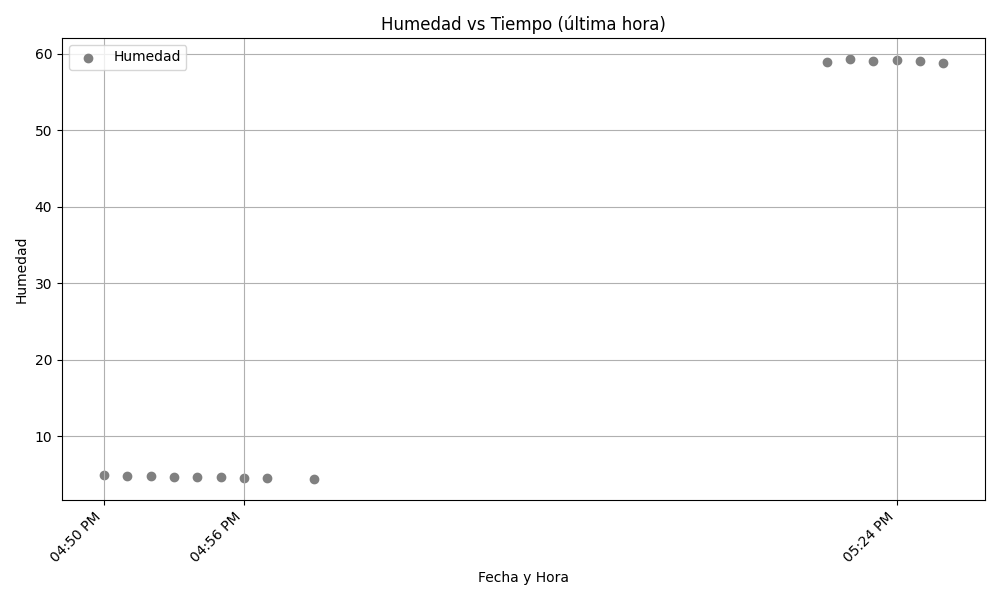 Humedad vs Tiempo (última hora)
Humedad
60
50
40
30
20
10
Humedad
04:50 PM
04:56 PM
05:24 PM
Fecha y Hora